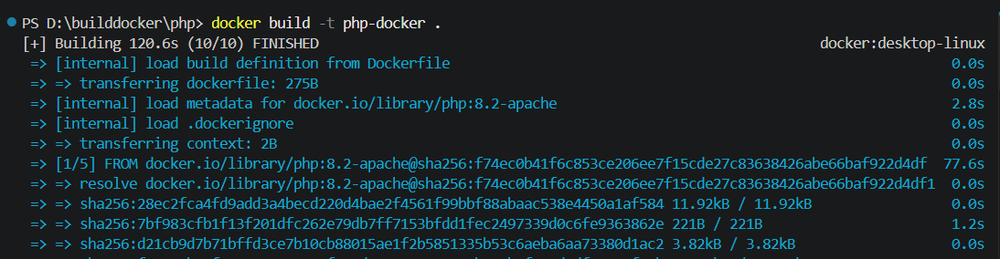 PS D:\builddocker\php> docker build -t php-docker .
[+] Building 120.6s (10/10) FINISHED docker:desktop-linux
=> [internal] load build definition from Dockerfile 0.0s
=> => transferring dockerfile: 275B 0.0s
=> [internal] load metadata for docker.io/library/php:8.2-apache 2.8s
=> [internal] load .dockerignore 0.0s
=> => transferring context: 2B 0.0s
=> [1/5] FROM docker.io/library/php:8.2-apache@sha256:f74ec0b41f6c853ce206ee7f15cde27c83638426abe66baf922d4df 77.6s
=> => resolve docker.io/library/php:8.2-apache@sha256:f74ec0b41f6c853ce206ee7f15cde27c83638426abe66baf922d4df1 0.0s
=> => sha256:28ec2fca4fd9add3a4becd220d4bae2f4561f99bbf88abaac538e4450a1af584 11.92kB / 11.92kB 0.0s
=> => sha256:7bf983cfb1f13f201dfc262e79db7ff7153bfdd1fec2497339d0c6fe9363862e 221B / 221B 1.2s
=> => sha256:d21cb9d7b71bffd3ce7b10cb88015ae1f2b5851335b53c6aeba6aa73380d1ac2 3.82kB / 3.82kB 0.0s